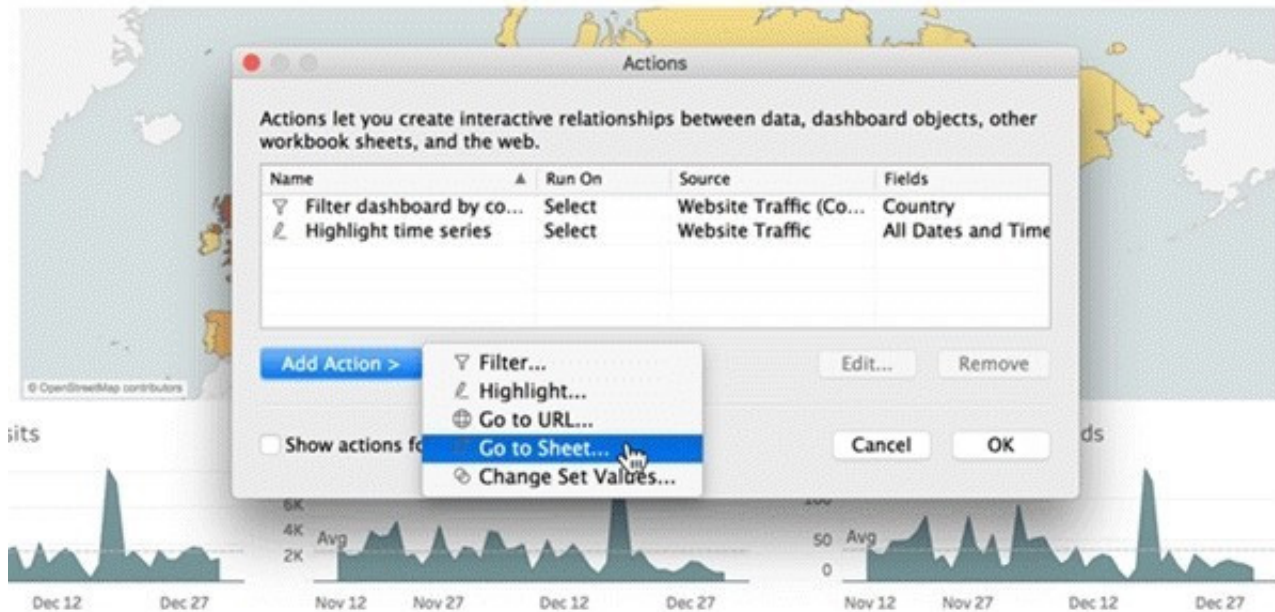 Actions
Actions let you create interactive relationships between data, dashboard objects, other
workbook sheets, and the web.
Name Run On Source Fields
Filter dashboard by co... Select Website Traffic (Co... Country
Highlight time series Select Website Traffic All Dates and Time
Add Action > Filter... Edit... Remove
Highlight...
© OpenStreetMap contributors
Go to URL...
Show actions fo Go to Sheet... Cancel OK
Change Set Values...
sits ds
6K
4K Avg 50 Avg
2K 0
Dec 12 Dec 27 Nov 12 Nov 27 Dec 12 Dec 27 Nov 12 Nov 27 Dec 12 Dec 27